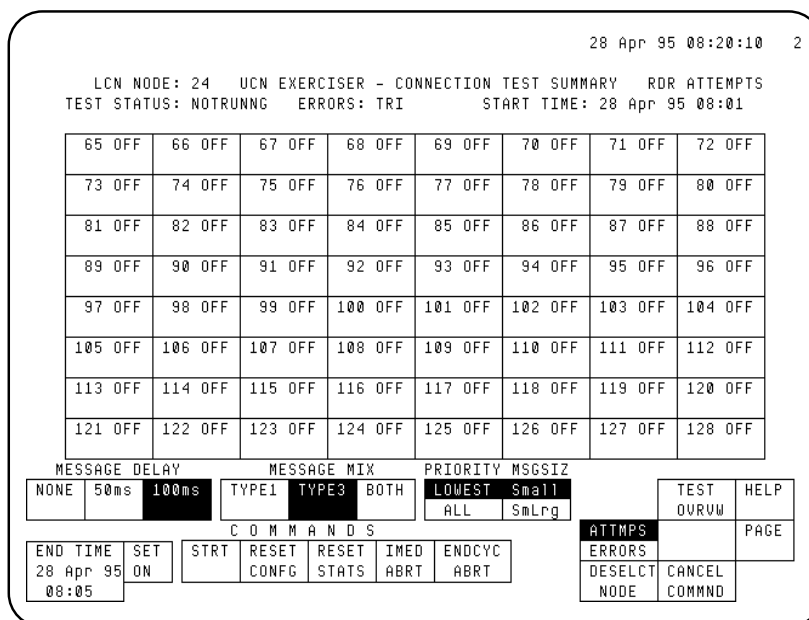 28 Apr 95 08:20:10 2
LCN NODE: 24 UCN EXERCISER - CONNECTION TEST SUMMARY RDR ATTEMPTS
TEST STATUS: NOTRUNNG ERRORS: TRI START TIME: 28 Apr 95 08:01
65 OFF 66 OFF 67 OFF 68 OFF 69 OFF 70 OFF 71 OFF 72 OFF
73 OFF 74 OFF 75 OFF 76 OFF 77 OFF 78 OFF 79 OFF 80 OFF
81 OFF 82 OFF 83 OFF 84 OFF 85 OFF 86 OFF 87 OFF 88 OFF
89 OFF 90 OFF 91 OFF 92 OFF 93 OFF 94 OFF 95 OFF 96 OFF
97 OFF 98 OFF 99 OFF 100 OFF 101 OFF 102 OFF 103 OFF 104 OFF
105 OFF 106 OFF 107 OFF 108 OFF 109 OFF 110 OFF 111 OFF 112 OFF
113 OFF 114 OFF 115 OFF 116 OFF 117 OFF 118 OFF 119 OFF 120 OFF
121 OFF 122 OFF 123 OFF 124 OFF 125 OFF 126 OFF 127 OFF 128 OFF
MESSAGE DELAY MESSAGE MIX PRIORITY MSGSIZ
NONE 50ms 100ms TYPE1 TYPE3 BOTH LOWEST Small TEST HELP
ALL SmLrg OVRVW
C O M M A N D S ATTMPS PAGE
END TIME SET STRT RESET RESET IMED ENDCYC ERRORS
28 Apr 95 ON CONFG STATS ABRT ABRT DESELCT CANCEL
08:05 NODE COMMND